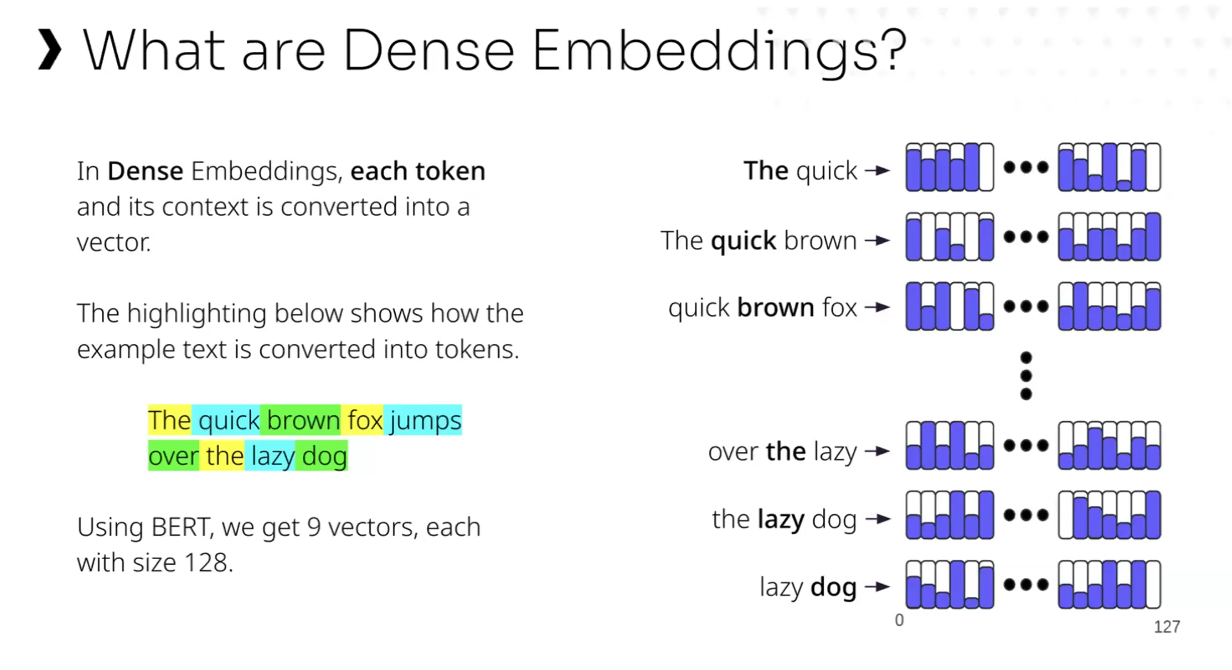 What are Dense Embeddings?
In Dense Embeddings, each token
and its context is converted into a
vector.
The highlighting below shows how the
example text is converted into tokens.
The quick brown fox jumps
over the lazy dog
Using BERT, we get 9 vectors, each
with size 128.
The quick
The quick brown
quick brown fox
over the lazy
the lazy dog
lazy dog
0
127